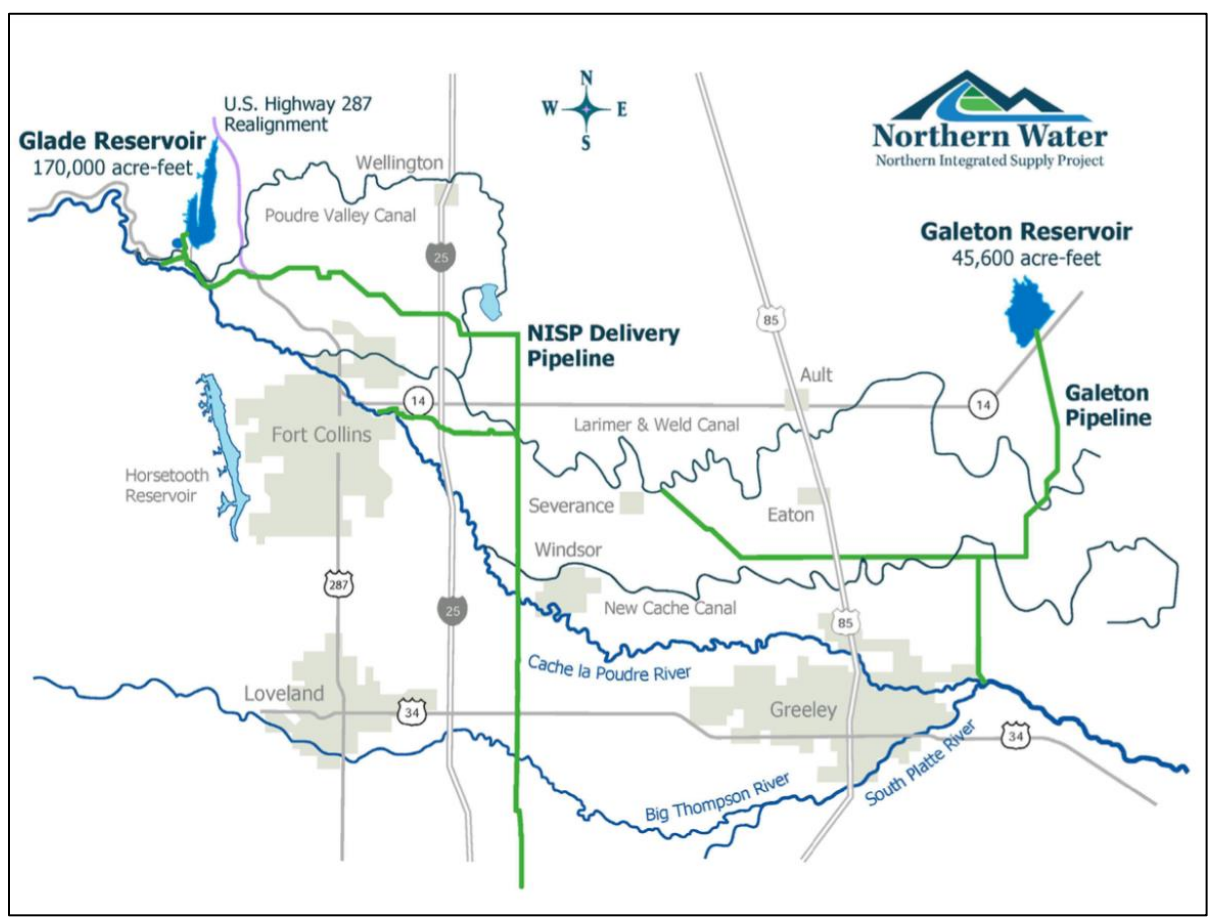 N
W E
S
Northern Water
Northern Integrated Supply Project
U.S. Highway 287
Realignment
Glade Reservoir
170,000 acre-feet
Wellington
Poudre Valley Canal
25
Galeton Reservoir
45,600 acre-feet
85
NISP Delivery
Pipeline
Ault
14
14
Galeton
Pipeline
Larimer & Weld Canal
Fort Collins
Horsetooth
Reservoir
Severance
Eaton
Windsor
287
25
New Cache Canal
85
Cache la Poudre River
Loveland
34
Greeley
34
South Platte River
Big Thompson River